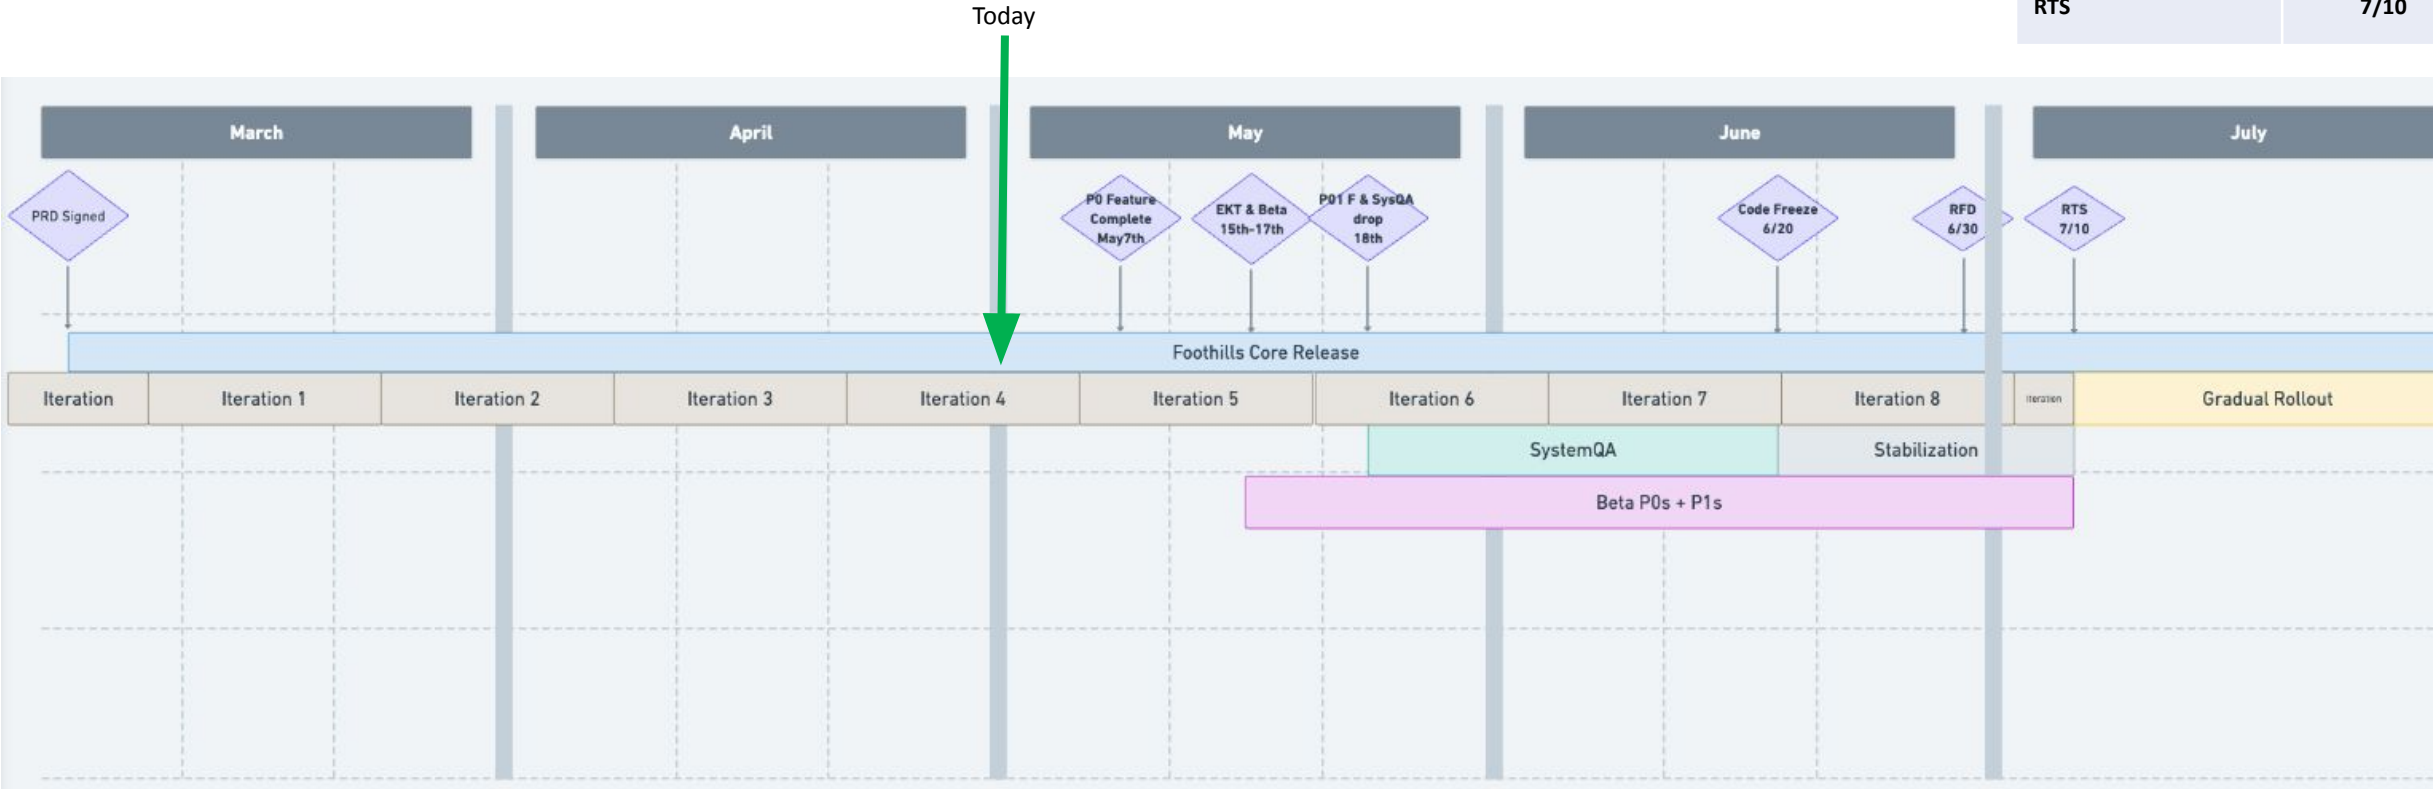 Today
RTS 7/10
March
April
May
June
July
PRD Signed
P0 Feature
Complete
May7th
EKT & Beta
15th-17th
P01 F & SysQA
drop
18th
Code Freeze
6/20
RFD
6/30
RTS
7/10
Foothills Core Release
Iteration
Iteration 1
Iteration 2
Iteration 3
Iteration 4
Iteration 5
Iteration 6
Iteration 7
Iteration 8
Iteration
Gradual Rollout
SystemQA
Stabilization
Beta P0s + P1s